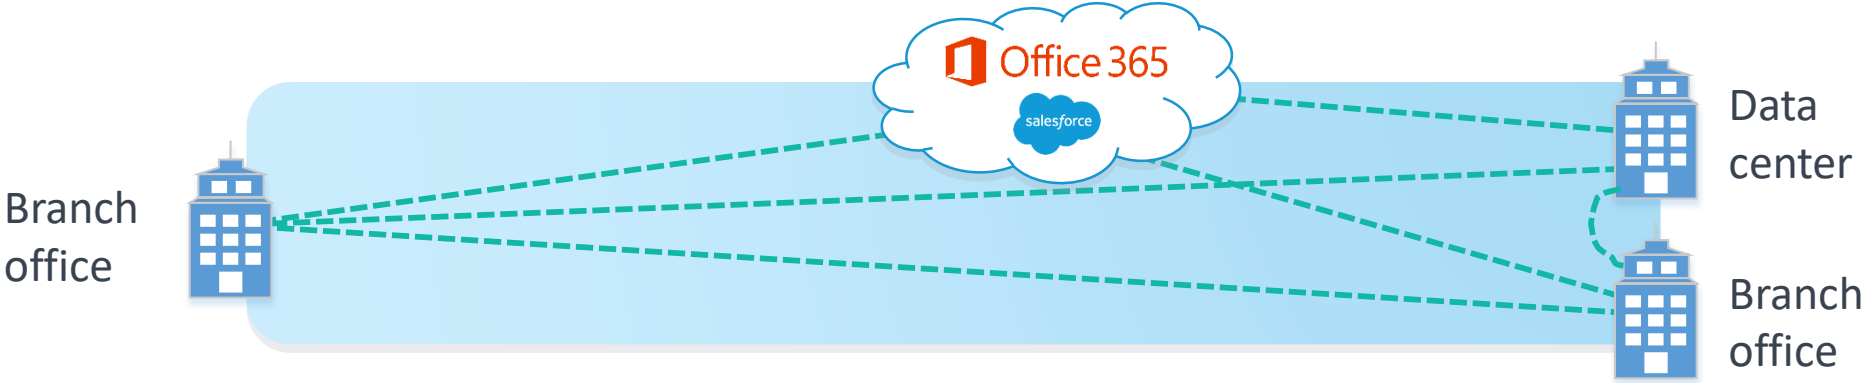 Office 365
salesforce
Data
center
Branch
office
Branch
office